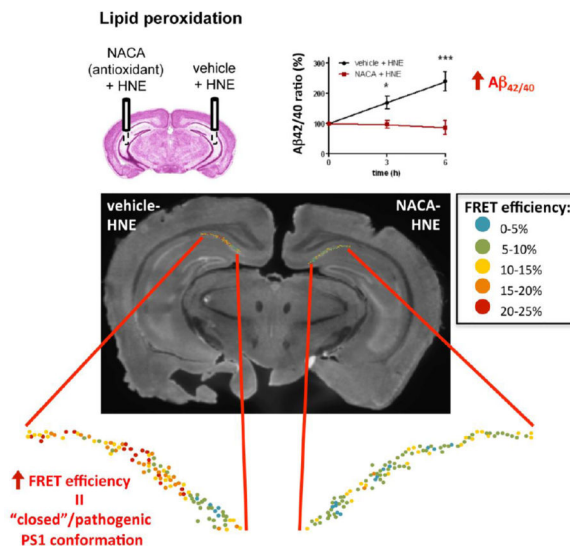 Lipid peroxidation
NACA
(antioxidant)
+ HNE
vehicle
+ HNE
Aβ42/40 ratio (%)
300
200
100
0
0
3
6
time (h)
vehicle + HNE
NACA + HNE
*
***
Aβ42/40
vehicle-
HNE
NACA-
HNE
FRET efficiency:
0-5%
5-10%
10-15%
15-20%
20-25%
FRET efficiency
=
“closed”/pathogenic
PS1 conformation